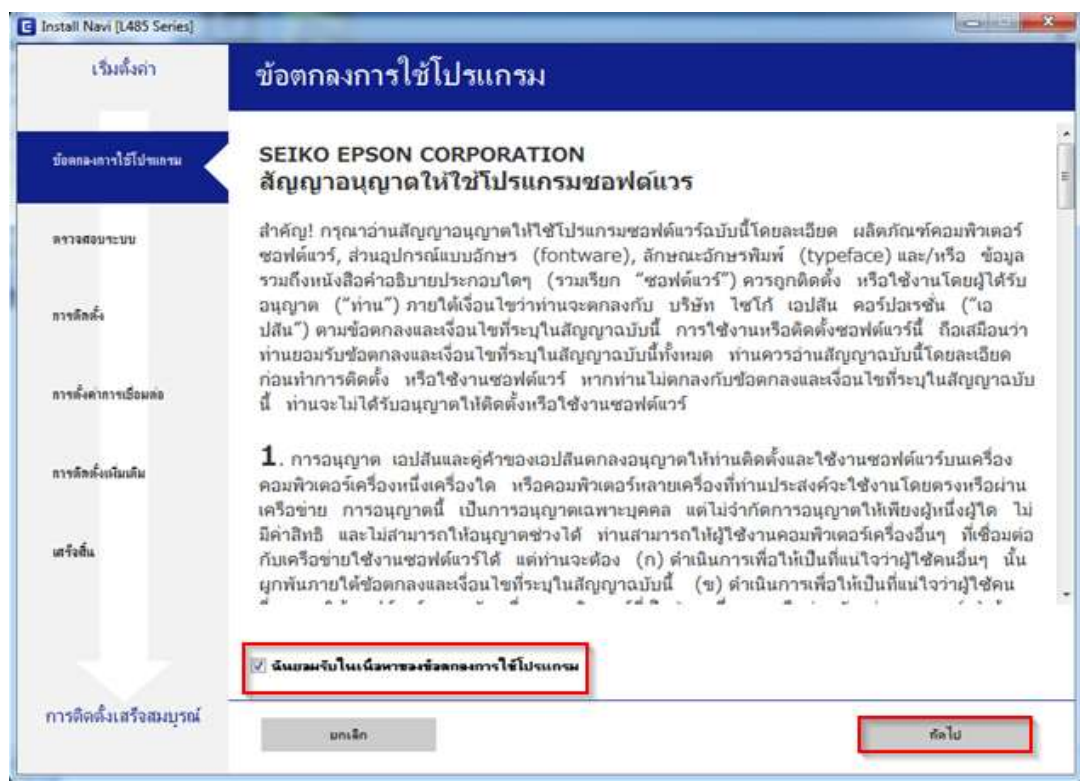 Install Navi [L485 Series]
เริ่มตั้งค่า
ข้อตกลงการใช้โปรแกรม
ตรวจสอบระบบ
การติดตั้ง
การตั้งค่าการเชื่อมต่อ
การติดตั้งเพิ่มเติม
เสร็จสิ้น
การติดตั้งเสร็จสมบูรณ์
ข้อตกลงการใช้โปรแกรม
SEIKO EPSON CORPORATION
สัญญาอนุญาตให้ใช้โปรแกรมซอฟต์แวร
สำคัญ! กรุณาอ่านสัญญาอนุญาตให้ใช้โปรแกรมซอฟต์แวร์ฉบับนี้โดยละเอียด ผลิตภัณฑ์คอมพิวเตอร์
ซอฟต์แวร์, ส่วนอุปกรณ์แบบอักษร (fontware), ลักษณะอักษรพิมพ์ (typeface) และ/หรือ ข้อมูล
รวมถึงหนังสือคำอธิบายประกอบใดๆ (รวมเรียก “ซอฟต์แวร์”) ควรถูกติดตั้ง หรือใช้งานโดยผู้ได้รับ
อนุญาต (“ท่าน”) ภายใต้เงื่อนไขว่าท่านจะตกลงกับ บริษัท ไซโก้ เอปสัน คอร์ปอเรชั่น (“เอ
ปสัน”) ตามข้อตกลงและเงื่อนไขที่ระบุในสัญญาฉบับนี้ การใช้งานหรือติดตั้งซอฟต์แวร์นี้ ถือเสมือนว่า
ท่านยอมรับข้อตกลงและเงื่อนไขที่ระบุในสัญญาฉบับนี้ทั้งหมด ท่านควรอ่านสัญญาฉบับนี้โดยละเอียด
ก่อนทำการติดตั้ง หรือใช้งานซอฟต์แวร์ หากท่านไม่ตกลงกับข้อตกลงและเงื่อนไขที่ระบุในสัญญาฉบับ
นี้ ท่านจะไม่ได้รับอนุญาตให้ติดตั้งหรือใช้งานซอฟต์แวร์
1. การอนุญาต เอปสันและคู่ค้าของเอปสันตกลงอนุญาตให้ท่านติดตั้งและใช้งานซอฟต์แวร์บนเครื่อง
คอมพิวเตอร์เครื่องหนึ่งเครื่องใด หรือคอมพิวเตอร์หลายเครื่องที่ท่านประสงค์จะใช้งานโดยตรงหรือผ่าน
เครือข่าย การอนุญาตนี้ เป็นการอนุญาตเฉพาะบุคคล แต่ไม่จำกัดการอนุญาตให้เพียงผู้หนึ่งผู้ใด ไม่
มีค่าสิทธิ และไม่สามารถให้อนุญาตช่วงได้ ท่านสามารถให้ผู้ใช้งานคอมพิวเตอร์เครื่องอื่นๆ ที่เชื่อมต่อ
กับเครือข่ายใช้งานซอฟต์แวร์ได้ แต่ท่านจะต้อง (ก) ดำเนินการเพื่อให้เป็นที่แน่ใจว่าผู้ใช้คนอื่นๆ นั้น
ผูกพันภายใต้ข้อตกลงและเงื่อนไขที่ระบุในสัญญาฉบับนี้ (ข) ดำเนินการเพื่อให้เป็นที่แน่ใจว่าผู้ใช้คน
ฉันยอมรับในเนื้อหาของข้อตกลงการใช้โปรแกรม
ยกเลิก
ถัดไป